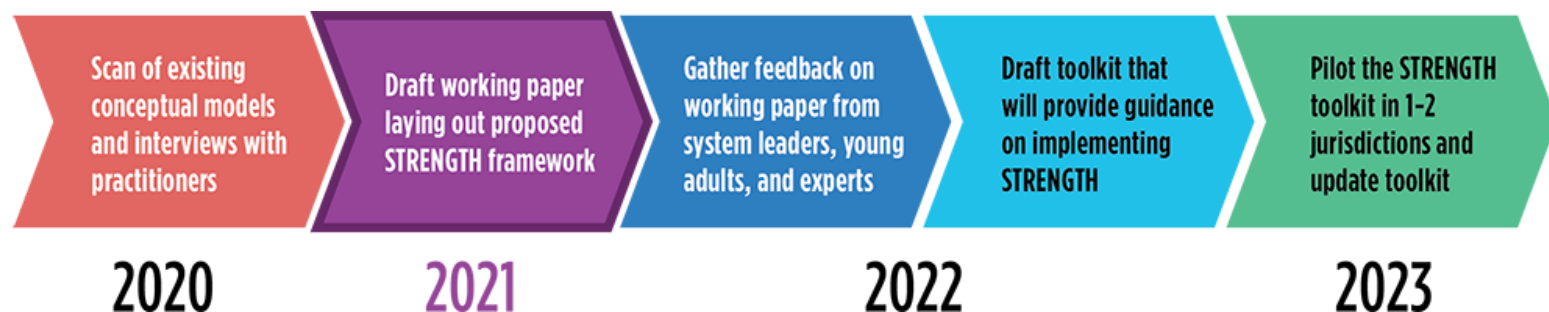 Scan of existing
conceptual models
and interviews with
practitioners
Draft working paper
laying out proposed
STRENGTH framework
Gather feedback on
working paper from
system leaders, young
adults, and experts
Draft toolkit that
will provide guidance
on implementing
STRENGTH
Pilot the STRENGTH
toolkit in 1-2
jurisdictions and
update toolkit
2020
2021
2022
2023